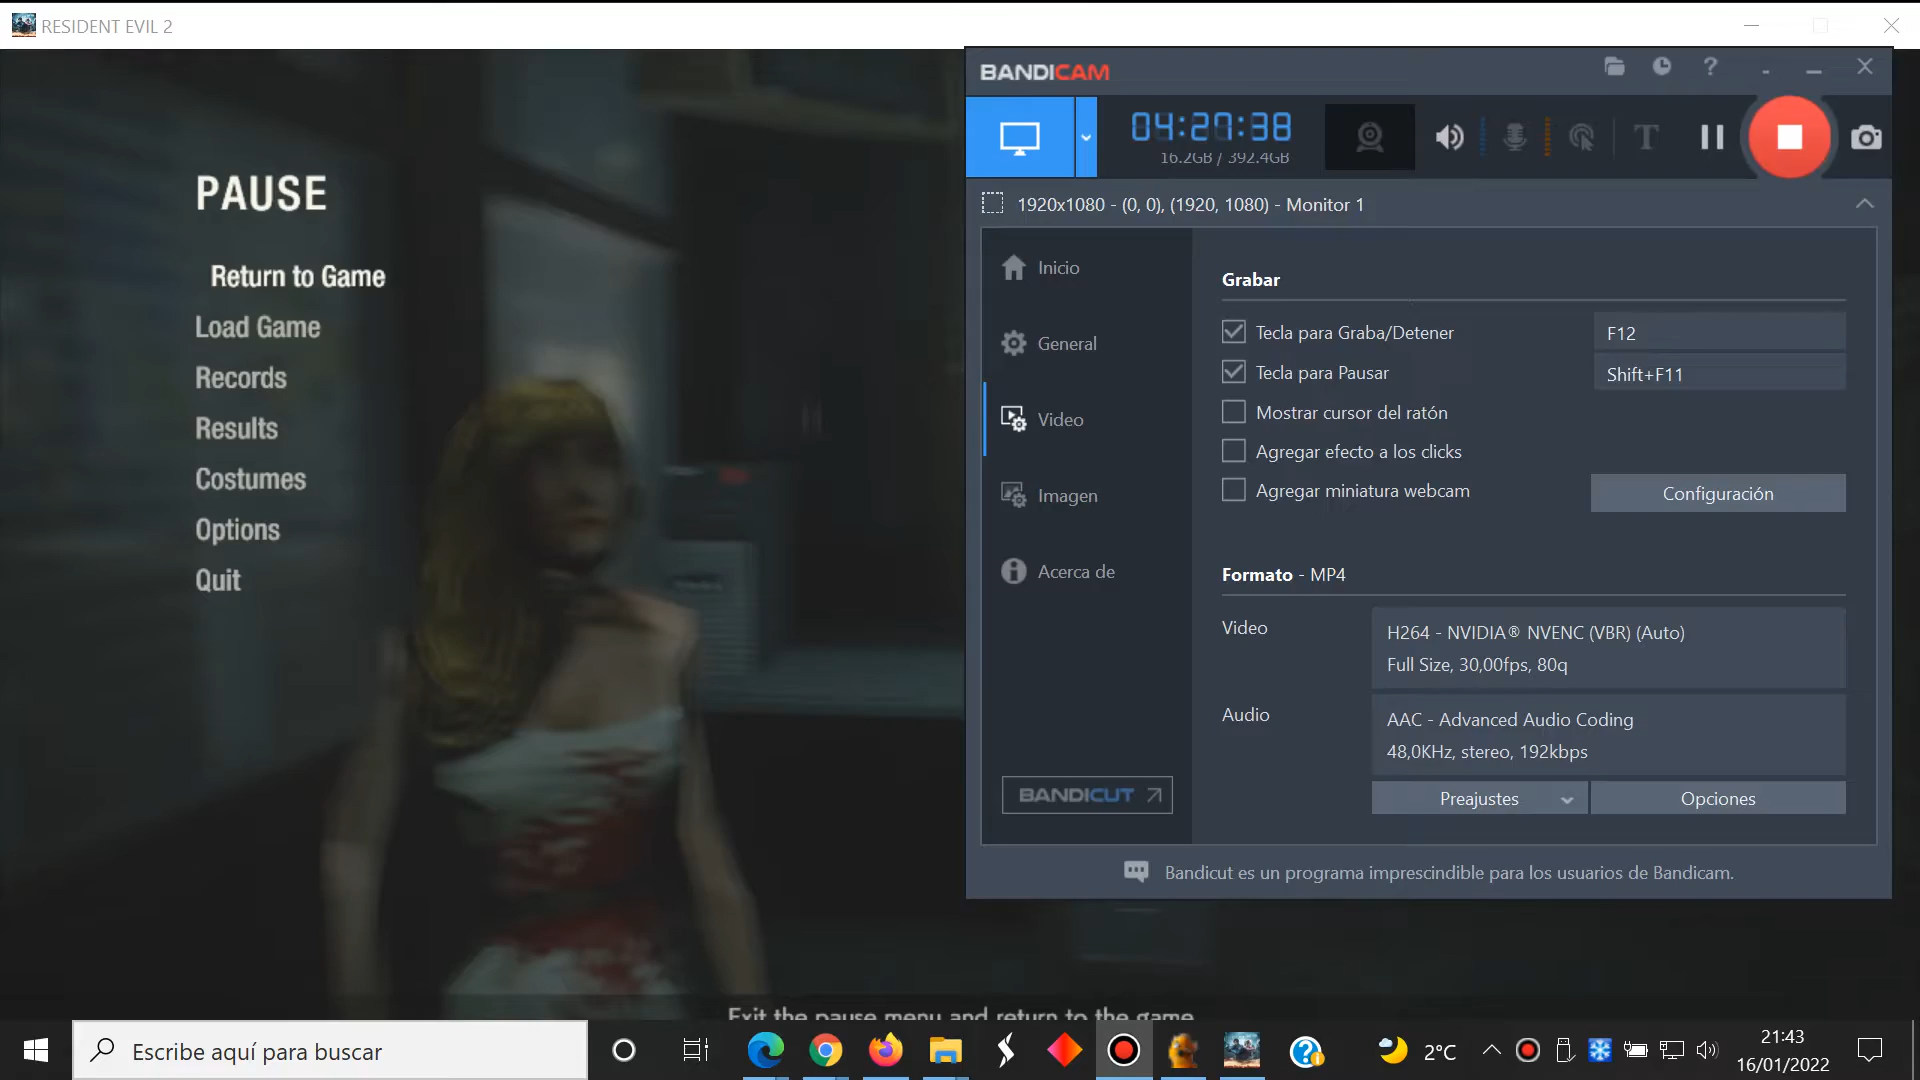 RESIDENT EVIL 2
PAUSE
Return to Game
Load Game
Records
Results
Costumes
Options
Quit
Exit the pause menu and return to the game
BANDICAM
04:27:38
16.2GB / 392.4GB
1920x1080 - (0, 0), (1920, 1080) - Monitor 1
Inicio
General
Video
Imagen
Acerca de
BANDICUT
Grabar
Tecla para Graba/Detener
F12
Tecla para Pausar
Shift+F11
Mostrar cursor del ratón
Agregar efecto a los clicks
Agregar miniatura webcam
Configuración
Formato - MP4
Video
H264 - NVIDIA® NVENC (VBR) (Auto)
Full Size, 30,00fps, 80q
Audio
AAC - Advanced Audio Coding
48,0KHz, stereo, 192kbps
Preajustes
Opciones
Bandicut es un programa imprescindible para los usuarios de Bandicam.
Escribe aquí para buscar
2°C
21:43
16/01/2022